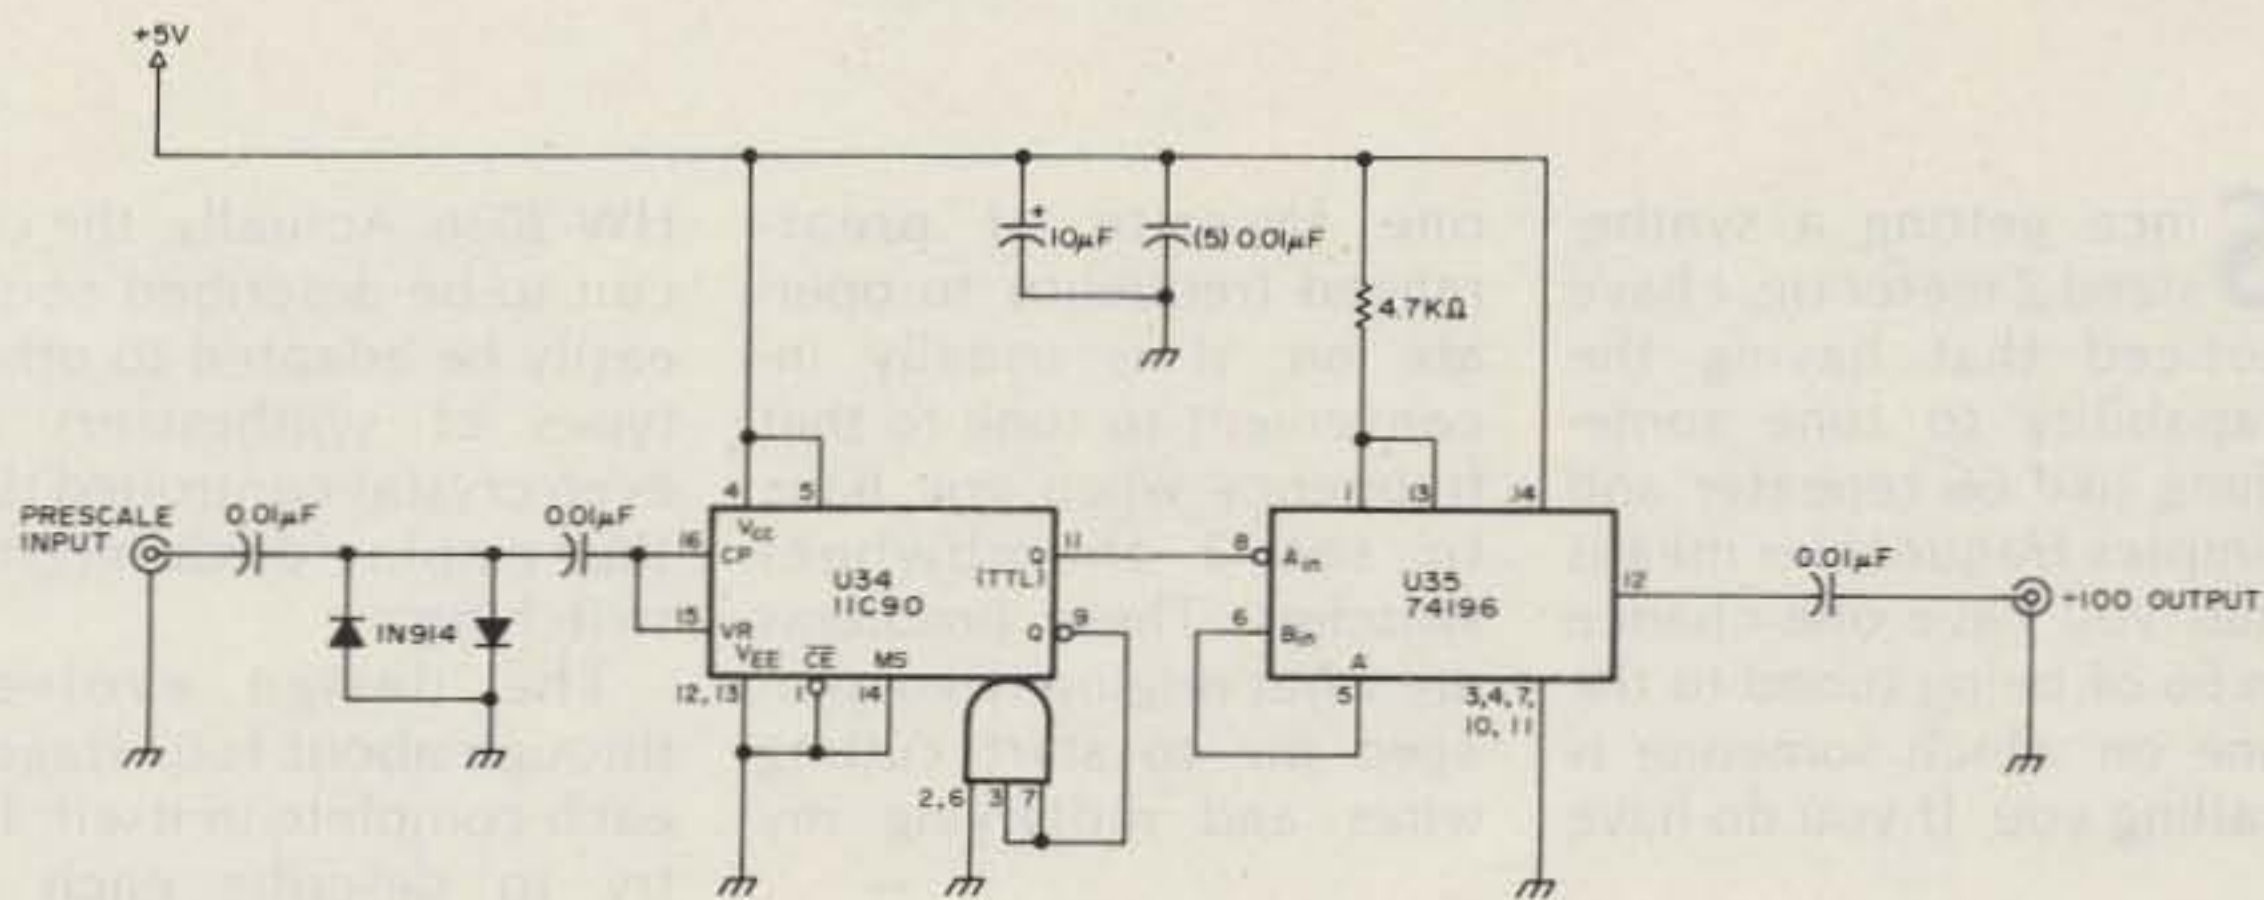 +5V
10µF
(5) 0.01µF
4.7KΩ
PRESCALE
INPUT
0.01µF
0.01µF
1N914
4
5
16
15
VCC
CP
VR
VEE
CE
MS
U34
11C90
Q
(TTL)
Q
11
9
12,13
1
14
2,6
3
7
1
13
14
8
6
Ain
Bin
U35
74196
A
5
3,4,7,
10, 11
12
0.01µF
÷100 OUTPUT